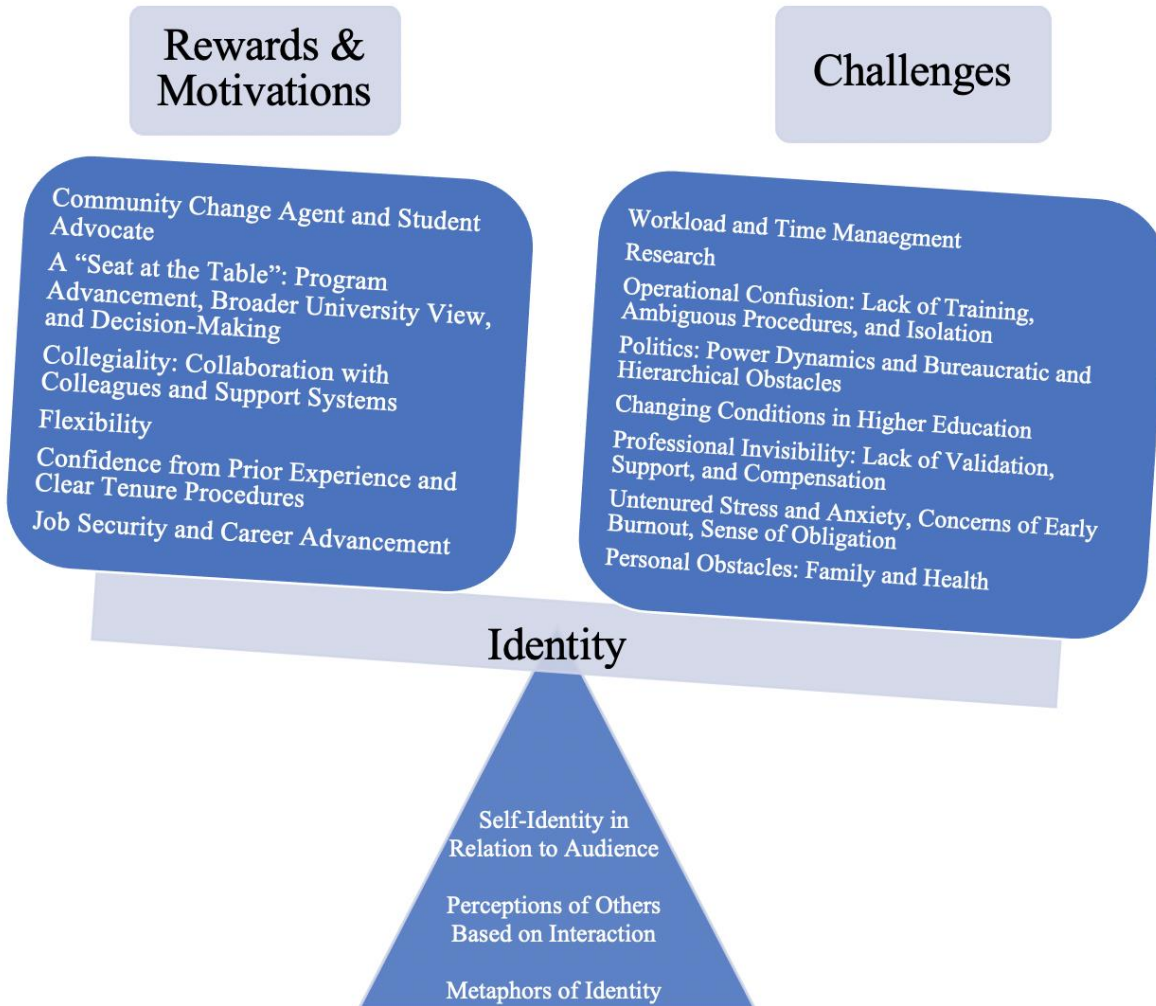 Rewards &
Motivations
Challenges
Community Change Agent and Student
Advocate
A “Seat at the Table”: Program
Advancement, Broader University View,
and Decision-Making
Collegiality: Collaboration with
Colleagues and Support Systems
Flexibility
Confidence from Prior Experience and
Clear Tenure Procedures
Job Security and Career Advancement
Workload and Time Manaegment
Research
Operational Confusion: Lack of Training,
Ambiguous Procedures, and Isolation
Politics: Power Dynamics and Bureaucratic and
Hierarchical Obstacles
Changing Conditions in Higher Education
Professional Invisibility: Lack of Validation,
Support, and Compensation
Untenured Stress and Anxiety, Concerns of Early
Burnout, Sense of Obligation
Personal Obstacles: Family and Health
Identity
Self-Identity in
Relation to Audience
Perceptions of Others
Based on Interaction
Metaphors of Identity